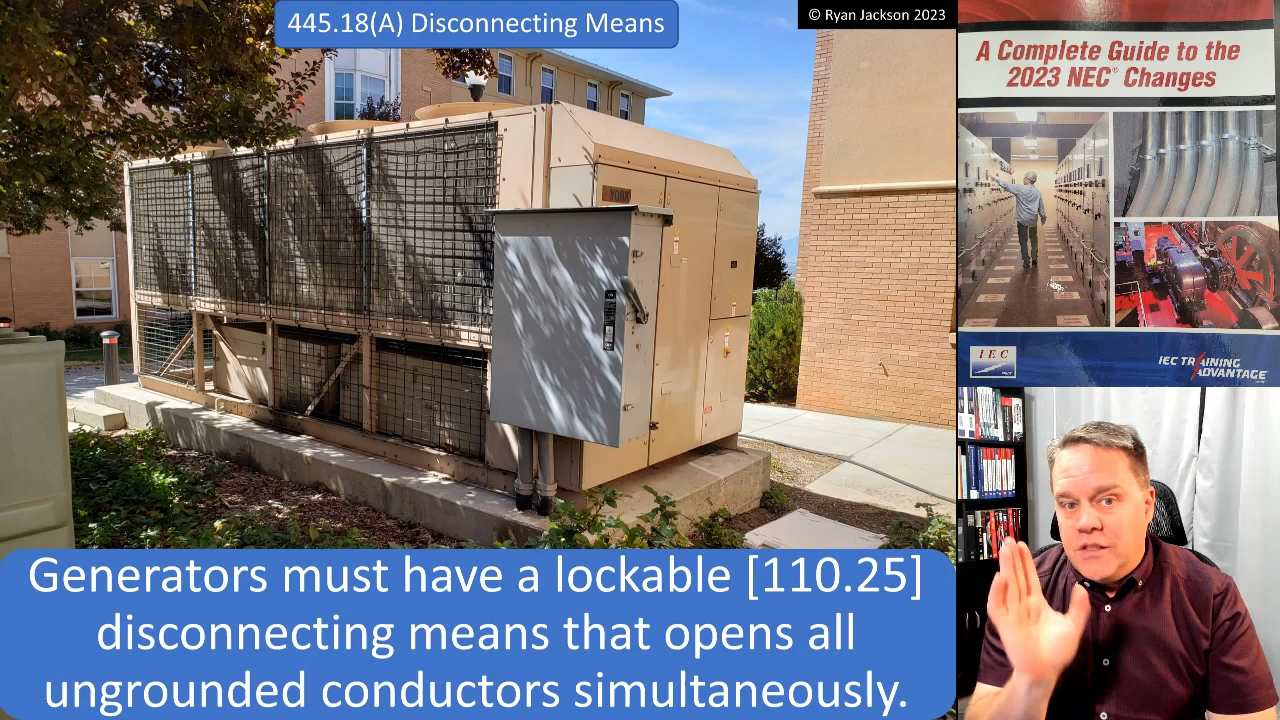 445.18(A) Disconnecting Means
© Ryan Jackson 2023
A Complete Guide to the
2023 NEC® Changes
YORK
IEC
IEC TRAINING
ADVANTAGE
Generators must have a lockable [110.25]
disconnecting means that opens all
ungrounded conductors simultaneously.